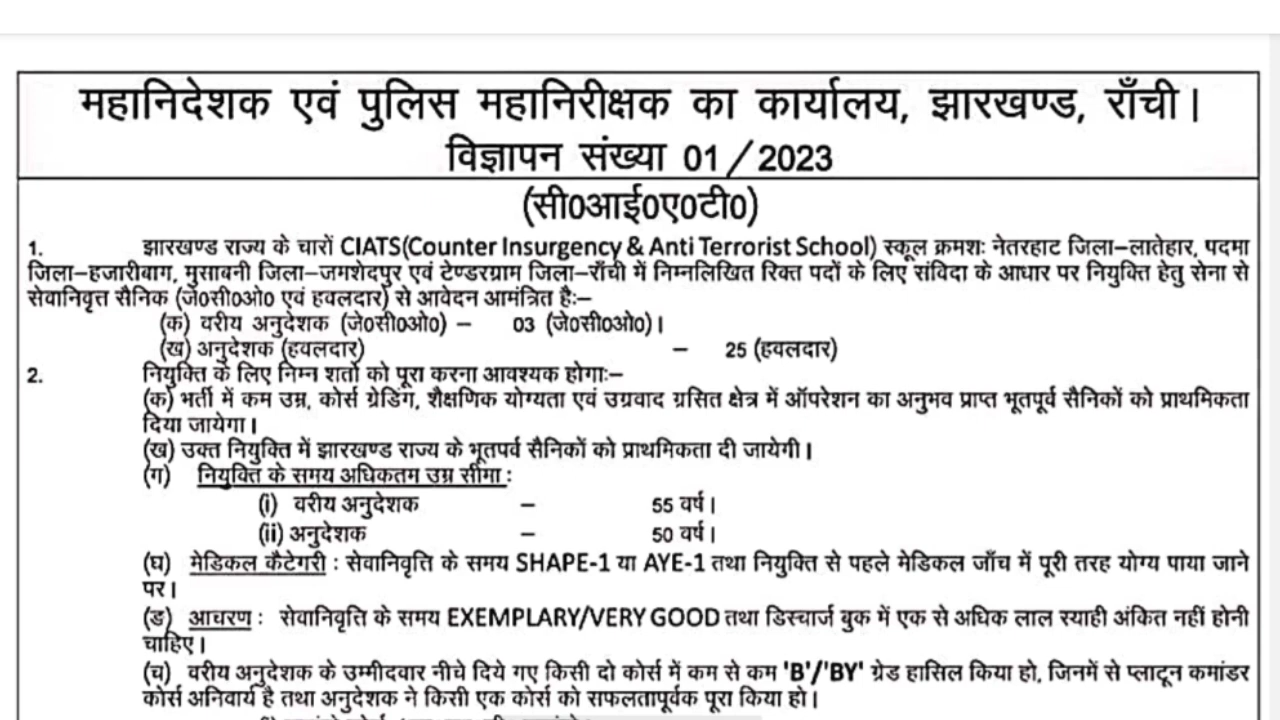 महानिदेशक एवं पुलिस महानिरीक्षक का कार्यालय, झारखण्ड, राँची।
विज्ञापन संख्या 01/2023
(सी0आई0ए0टी0)
1. झारखण्ड राज्य के चारों CIATS(Counter Insurgency & Anti Terrorist School) स्कूल क्रमशः नेतरहाट जिला–लातेहार, पदमा
जिला–हजारीबाग, मुसाबनी जिला–जमशेदपुर एवं टेण्डरग्राम जिला–राँची में निम्नलिखित रिक्त पदों के लिए संविदा के आधार पर नियुक्ति हेतु सेना से
सेवानिवृत सैनिक (जे0सी0ओ0 एवं हवलदार) से आवेदन आमंत्रित हैः–
(क) वरीय अनुदेशक (जे0सी0ओ0) – 03 (जे0सी0ओ0)।
(ख) अनुदेशक (हवलदार) – 25 (हवलदार)
2. नियुक्ति के लिए निम्न शर्तो को पूरा करना आवश्यक होगाः–
(क) भर्ती में कम उम्र, कोर्स ग्रेडिंग, शैक्षणिक योग्यता एवं उग्रवाद ग्रसित क्षेत्र में ऑपरेशन का अनुभव प्राप्त भूतपूर्व सैनिकों को प्राथमिकता
दिया जायेगा।
(ख) उक्त नियुक्ति में झारखण्ड राज्य के भूतपर्व सैनिकों को प्राथमिकता दी जायेगी।
(ग) नियुक्ति के समय अधिकतम उम्र सीमा :
(i) वरीय अनुदेशक – 55 वर्ष।
(ii) अनुदेशक – 50 वर्ष।
(घ) मेडिकल कैटेगरी : सेवानिवृत्ति के समय SHAPE-1 या AYE-1 तथा नियुक्ति से पहले मेडिकल जाँच में पूरी तरह योग्य पाया जाने
पर।
(ङ) आचरण : सेवानिवृत्ति के समय EXEMPLARY/VERY GOOD तथा डिस्चार्ज बुक में एक से अधिक लाल स्याही अंकित नहीं होनी
चाहिए।
(च) वरीय अनुदेशक के उम्मीदवार नीचे दिये गए किसी दो कोर्स में कम से कम 'B'/'BY' ग्रेड हासिल किया हो, जिनमें से प्लाटून कमांडर
कोर्स अनिवार्य है तथा अनुदेशक ने किसी एक कोर्स को सफलतापूर्वक पूरा किया हो।